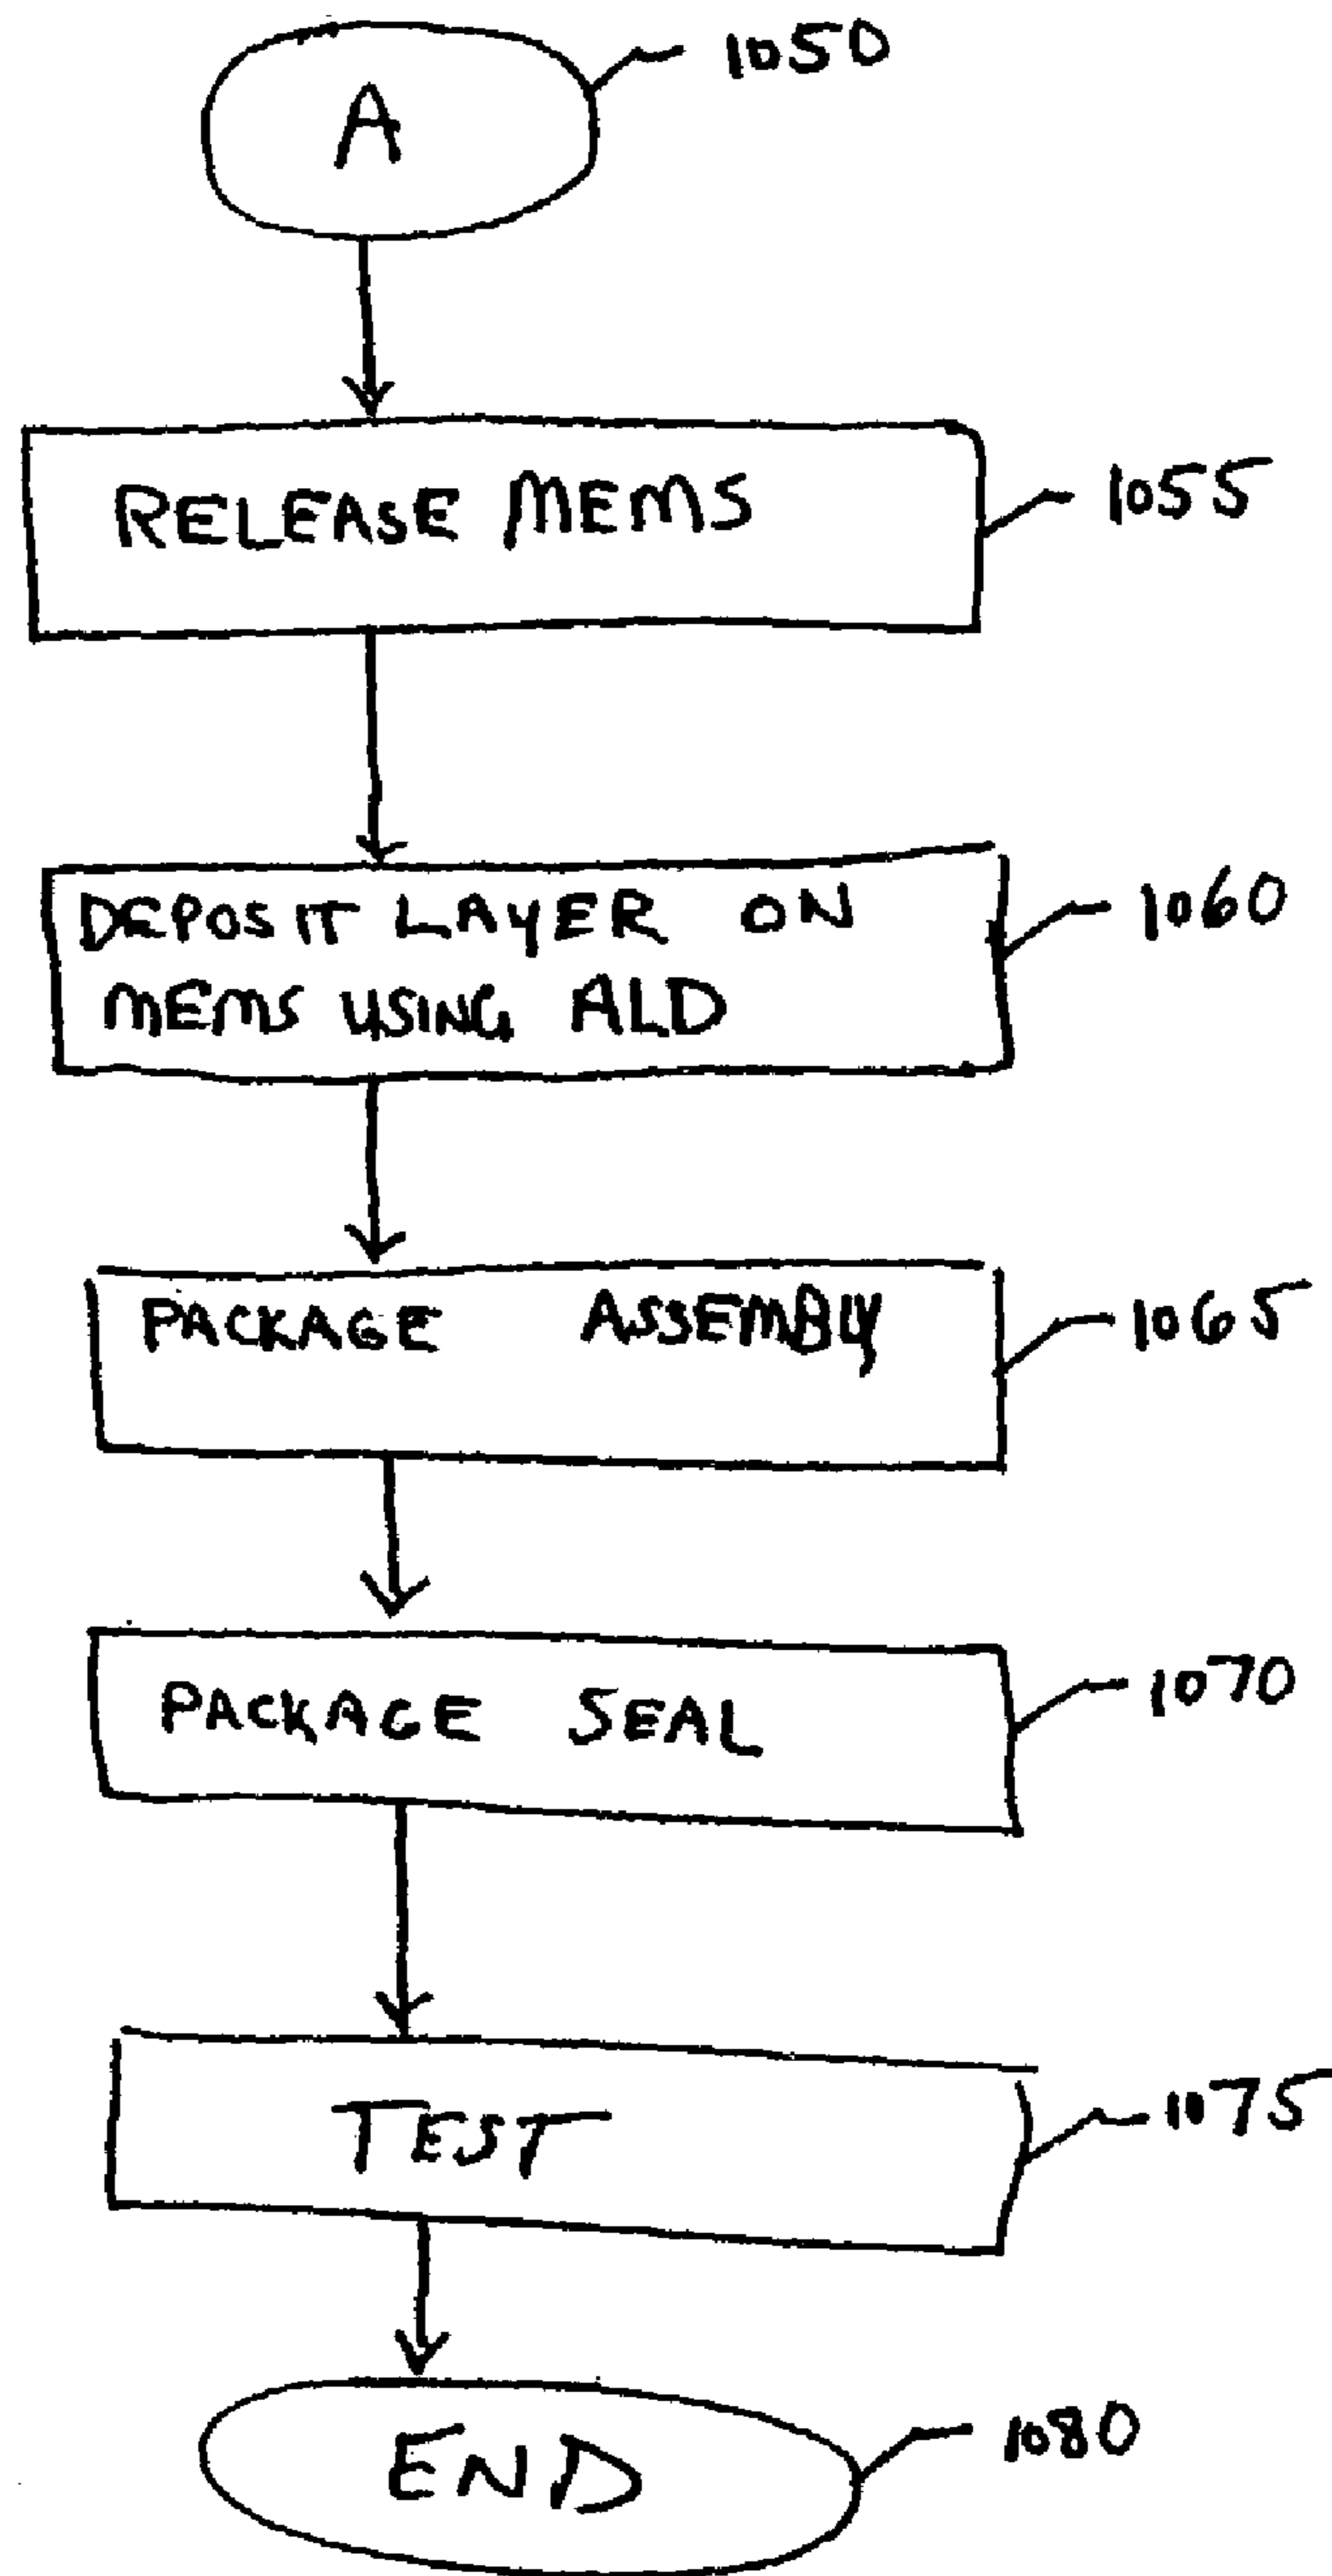 A
1050
RELEASE MEMS
1055
DEPOSIT LAYER ON
MEMS USING ALD
1060
PACKAGE ASSEMBLY
1065
PACKAGE SEAL
1070
TEST
1075
END
1080